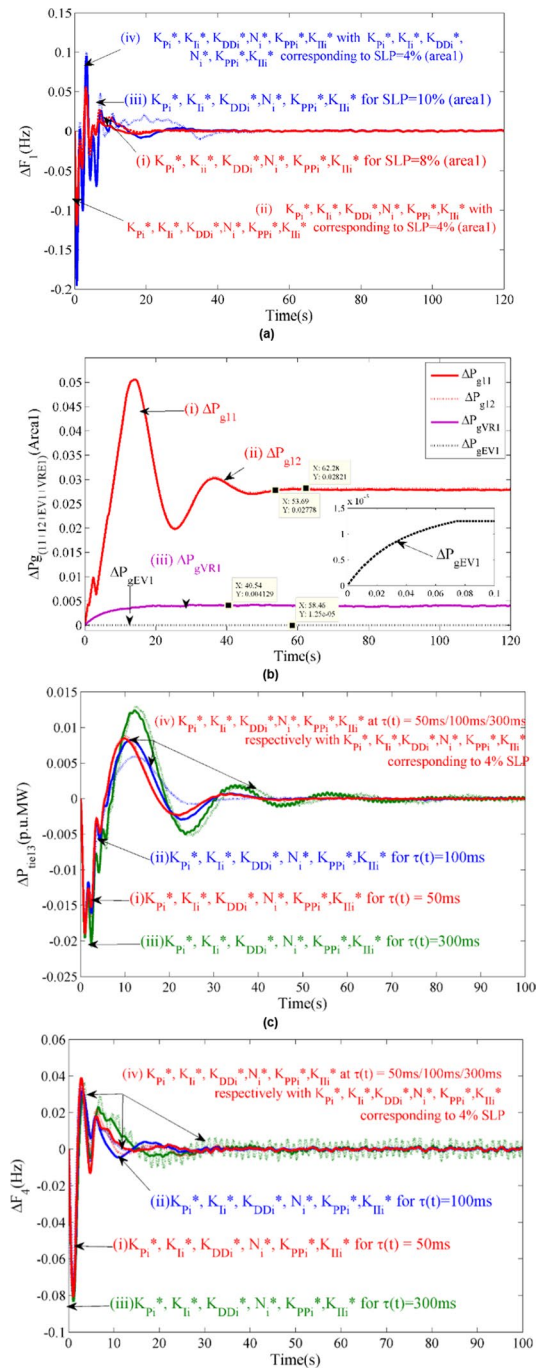 0.15
0.1
0.05
0
-0.05
-0.1
-0.15
-0.2
ΔF1(Hz)
(iv) KPi*, KIi*, KDDi*, Ni*, KPPi*, KIIi* with KPi*, KIi*, KDDi*,
Ni*, KPPi*,KIIi* corresponding to SLP=4% (area1)
(iii) KPi*, KIi*, KDDi*,Ni*, KPPi*,KIIi* for SLP=10% (area1)
(i) KPi*, Kii*, KDDi*,Ni*, KPPi*,KIIi* for SLP=8% (area1)
(ii) KPi*, KIi*, KDDi*,Ni*, KPPi*,KIIi* with
KPi*, KIi*, KDDi*,Ni*, KPPi*,KIIi* corresponding to SLP=4% (area1)
0 20 40 60 80 100 120
Time(s)
(a)
0.05
0.045
0.04
0.035
0.03
0.025
0.02
0.015
0.01
0.005
0
ΔPg(11+12+EV1+VRE1)(Area1)
(i) ΔPg11
(ii) ΔPg12
ΔPg11
ΔPg12
ΔPgVR1
ΔPgEV1
X: 62.28
Y: 0.02821
X: 53.69
Y: 0.02778
(iii) ΔPgVR1
ΔPgEV1
X: 40.54
Y: 0.004129
X: 58.46
Y: 1.25e-05
1.5 x 10-5
1
0.5
0
ΔPgEV1
0 0.02 0.04 0.06 0.08 0.1
0 20 40 60 80 100 120
Time(s)
(b)
0.015
0.01
0.005
0
-0.005
-0.01
-0.015
-0.02
-0.025
ΔPtie13(p.u.MW)
(iv) KPi*, KIi*, KDDi*, Ni*, KPPi*,KIIi* at τ(t) = 50ms/100ms/300ms
respectively with KPi*, KIi*,KDDi*,Ni*, KPPi*,KIIi*
corresponding to 4% SLP
(ii)KPi*, KIi*, KDDi*, Ni*, KPPi*,KIIi* for τ(t)=100ms
(i)KPi*, KIi*, KDDi*, Ni*, KPPi*,KIIi* for τ(t)= 50ms
(iii)KPi*, KIi*, KDDi*, Ni*, KPPi*,KIIi* for τ(t)=300ms
0 10 20 30 40 50 60 70 80 90 100
Time(s)
(c)
0.06
0.04
0.02
0
-0.02
-0.04
-0.06
-0.08
-0.1
ΔF4(Hz)
(iv) KPi*, KIi*, KDDi*,Ni*, KPPi*,KIIi* at τ(t) = 50ms/100ms/300ms
respectively with KPi*, KIi*,KDDi*,Ni*, KPPi*,KIIi*
corresponding to 4% SLP
(ii)KPi*, KIi*, KDDi*, Ni*, KPPi*,KIIi* for τ(t)=100ms
(i)KPi*, KIi*, KDDi*, Ni*, KPPi*,KIIi* for τ(t)= 50ms
(iii)KPi*, KIi*, KDDi*, Ni*, KPPi*,KIIi* for τ(t)=300ms
0 10 20 30 40 50 60 70 80 90 100
Time(s)